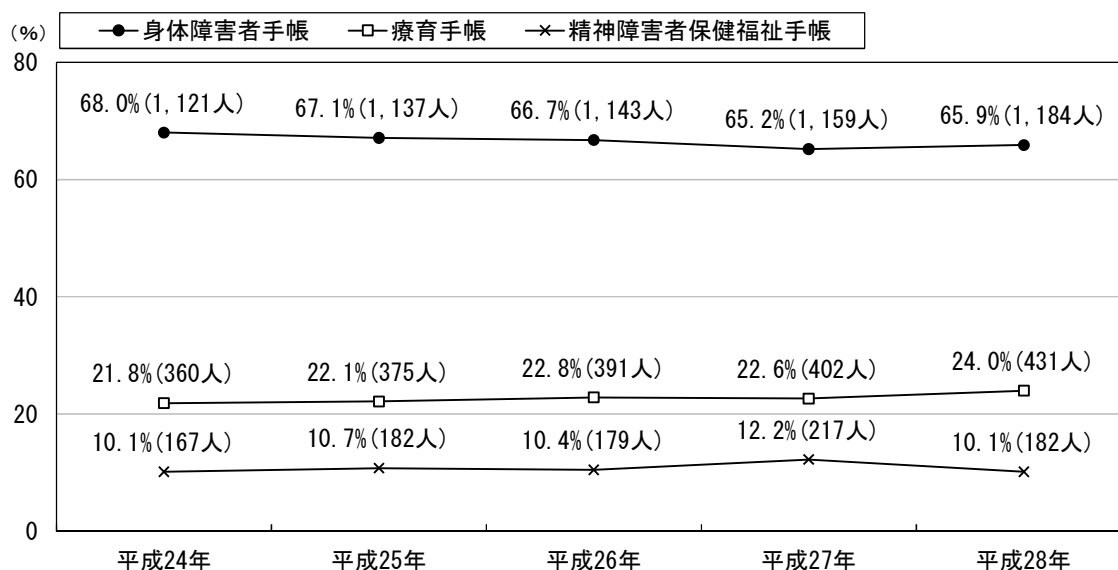 (%)
身体障害者手帳 療育手帳 精神障害者保健福祉手帳
80
68.0%(1,121人) 67.1%(1,137人) 66.7%(1,143人) 65.2%(1,159人) 65.9%(1,184人)
60
40
21.8%(360人) 22.1%(375人) 22.8%(391人) 22.6%(402人) 24.0%(431人)
20
10.1%(167人) 10.7%(182人) 10.4%(179人) 12.2%(217人) 10.1%(182人)
0
平成24年 平成25年 平成26年 平成27年 平成28年